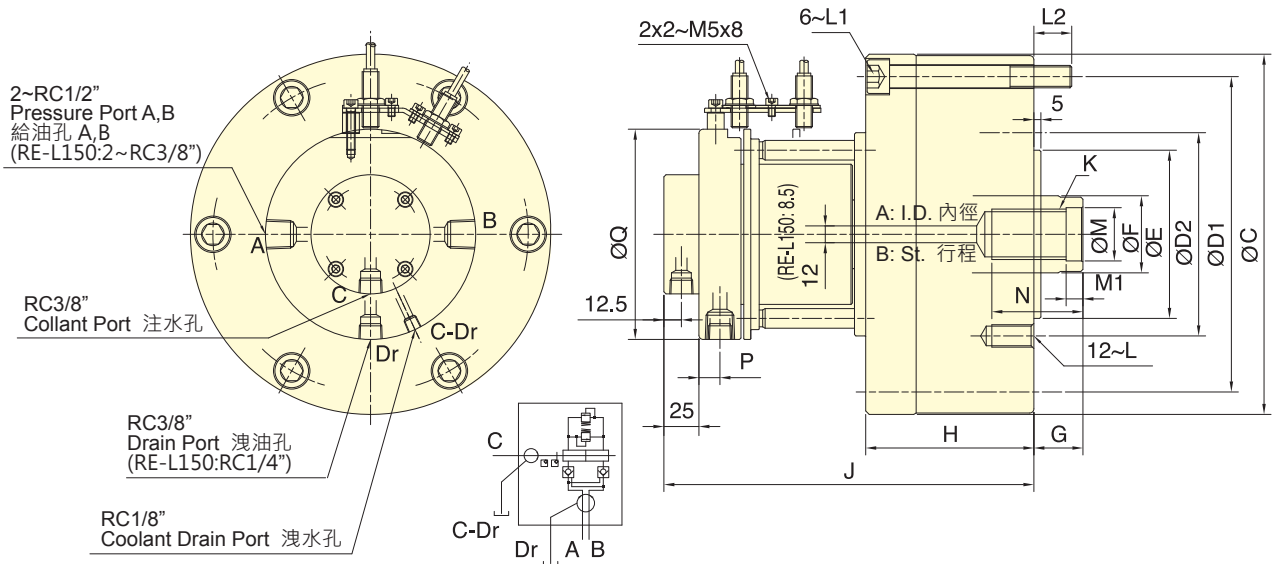 2~RC1/2”
Pressure Port A,B
給油孔 A,B
(RE-L150:2~RC3/8”)
A
B
C
Dr
C-Dr
RC3/8”
Collant Port 注水孔
RC3/8”
Drain Port 洩油孔
(RE-L150:RC1/4”)
RC1/8”
Coolant Drain Port 洩水孔
C
C-Dr
Dr
A
B
2x2~M5x8
6~L1
L2
5
K
ØQ
(RE-L150: 8.5)
12
A: I.D. 內徑
B: St. 行程
ØM
ØF
ØE
ØD2
ØD1
ØC
M1
N
12.5
P
12~L
25
H
G
J